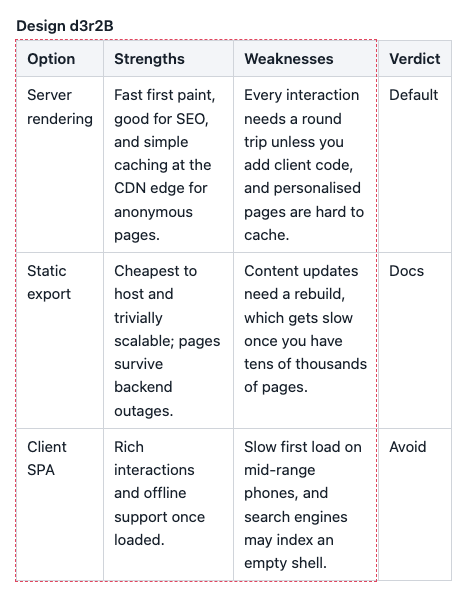 Design d3r2B
Option Strengths Weaknesses Verdict
Server rendering
Fast first paint,
good for SEO,
and simple
caching at the
CDN edge for
anonymous
pages.
Every interaction
needs a round
trip unless you
add client code,
and personalised
pages are hard to
cache.
Default
Static
export
Cheapest to
host and
trivially
scalable; pages
survive
backend
outages.
Content updates
need a rebuild,
which gets slow
once you have
tens of thousands
of pages.
Docs
Client
SPA
Rich
interactions
and offline
support once
loaded.
Slow first load on
mid-range
phones, and
search engines
may index an
empty shell.
Avoid